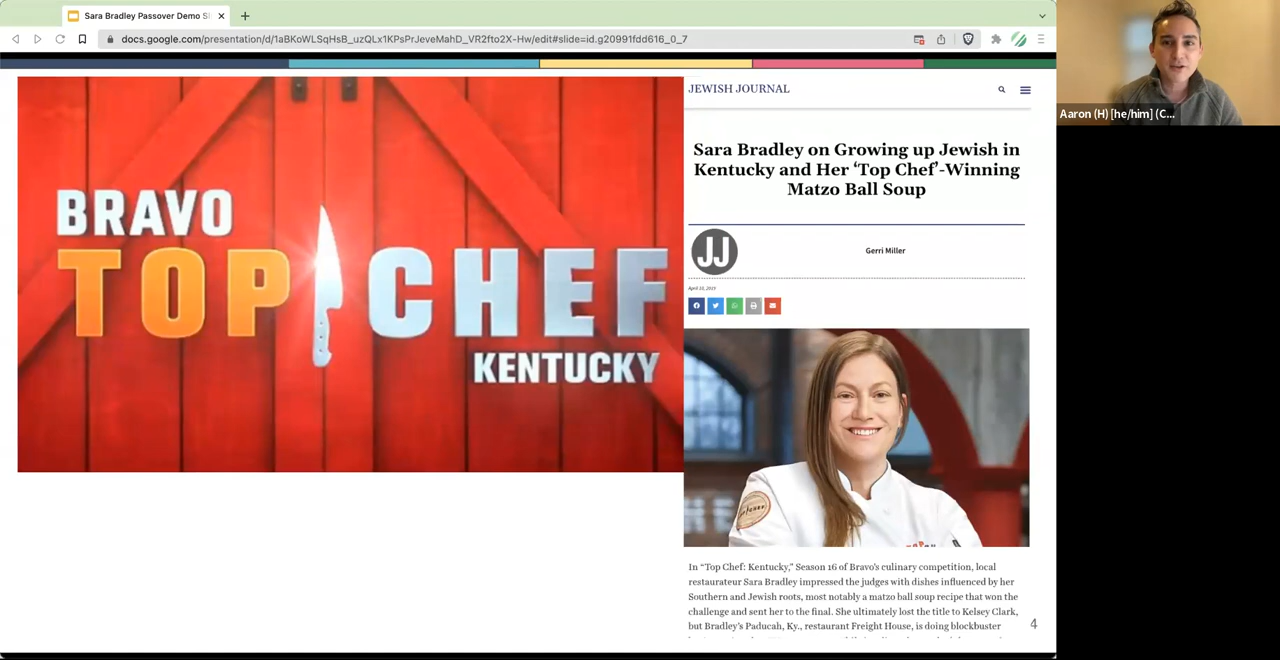 Sara Bradley Passover Demo Sl
docs.google.com/presentation/d/1aBKoWLSqHsB_uzQLx1KPsPrJeveMahD_VR2fto2X-Hw/edit#slide=id.g20991fdd616_0_7
BRAVO
TOP CHEF
KENTUCKY
JEWISH JOURNAL
Sara Bradley on Growing up Jewish in
Kentucky and Her ‘Top Chef’-Winning
Matzo Ball Soup
JJ
Gerri Miller
In “Top Chef: Kentucky,” Season 16 of Bravo’s culinary competition, local
restaurateur Sara Bradley impressed the judges with dishes influenced by her
Southern and Jewish roots, most notably a matzo ball soup recipe that won the
challenge and sent her to the final. She ultimately lost the title to Kelsey Clark,
but Bradley’s Paducah, Ky., restaurant Freight House, is doing blockbuster
4
Aaron (H) [he/him] (C...